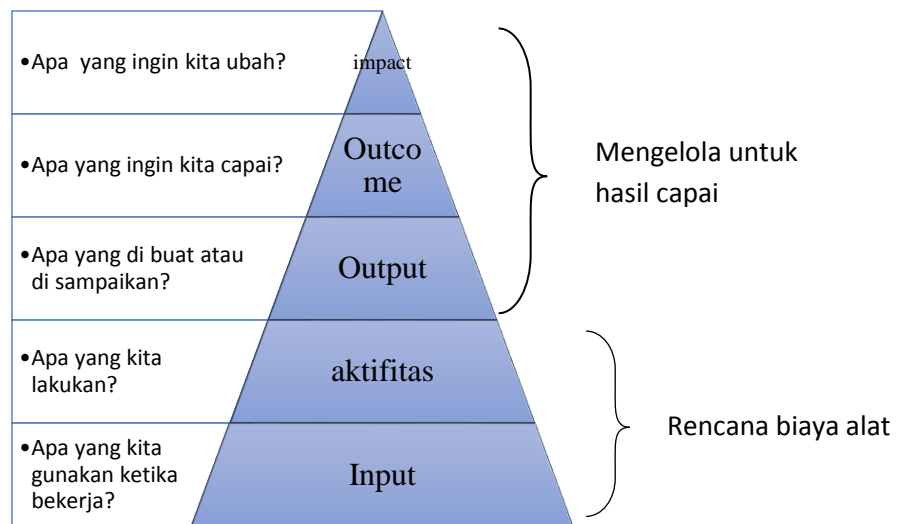 •Apa yang ingin kita ubah?
impact
•Apa yang ingin kita capai?
Outco
me
•Apa yang di buat atau
di sampaikan?
Output
•Apa yang kita
lakukan?
aktifitas
•Apa yang kita
gunakan ketika
bekerja?
Input
Mengelola untuk
hasil capai
Rencana biaya alat